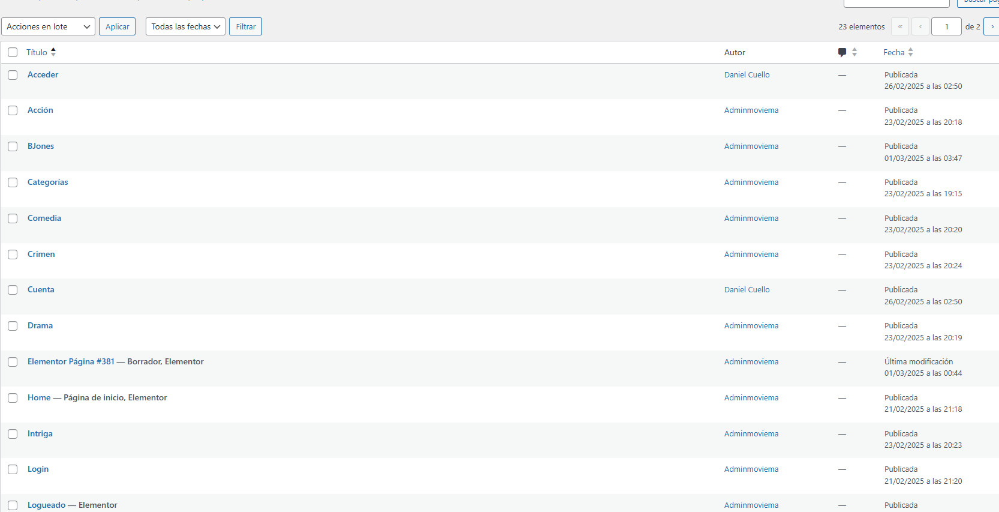 Acciones en lote Aplicar Todas las fechas Filtrar 23 elementos « ‹ 1 de 2 ›
Título Autor Fecha
Acceder Daniel Cuello — Publicada
26/02/2025 a las 02:50
Acción Adminmoviema — Publicada
23/02/2025 a las 20:18
BJones Adminmoviema — Publicada
01/03/2025 a las 03:47
Categorías Adminmoviema — Publicada
23/02/2025 a las 19:15
Comedia Adminmoviema — Publicada
23/02/2025 a las 20:20
Crimen Adminmoviema — Publicada
23/02/2025 a las 20:24
Cuenta Daniel Cuello — Publicada
26/02/2025 a las 02:50
Drama Adminmoviema — Publicada
23/02/2025 a las 20:19
Elementor Página #381 — Borrador, Elementor Adminmoviema — Última modificación
01/03/2025 a las 00:44
Home — Página de inicio, Elementor Adminmoviema — Publicada
21/02/2025 a las 21:18
Intriga Adminmoviema — Publicada
23/02/2025 a las 20:23
Login Adminmoviema — Publicada
21/02/2025 a las 21:20
Logueado — Elementor Adminmoviema — Publicada